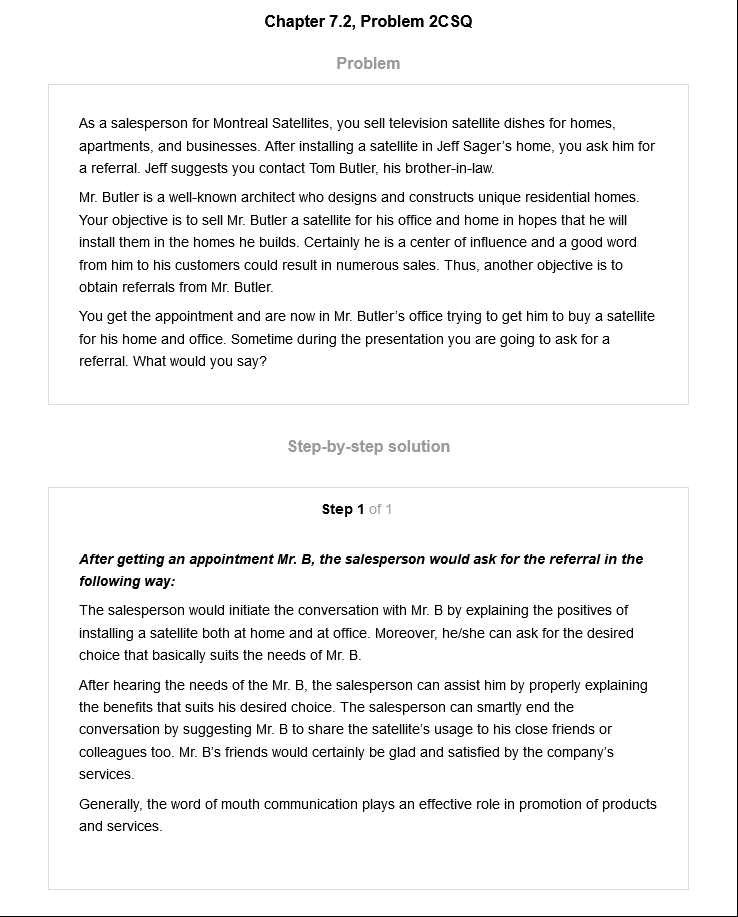 Chapter 7.2, Problem 2CSQ
Problem
As a salesperson for Montreal Satellites, you sell television satellite dishes for homes,
apartments, and businesses. After installing a satellite in Jeff Sager's home, you ask him for
a referral. Jeff suggests you contact Tom Butler, his brother-in-law.
Mr. Butler is a well-known architect who designs and constructs unique residential homes.
Your objective is to sell Mr. Butler a satellite for his office and home in hopes that he will
install them in the homes he builds. Certainly he is a center of influence and a good word
from him to his customers could result in numerous sales. Thus, another objective is to
obtain referrals from Mr. Butler.
You get the appointment and are now in Mr. Butler's office trying to get him to buy a satellite
for his home and office. Sometime during the presentation you are going to ask for a
referral. What would you say?
Step-by-step solution
Step 1 of 1
After getting an appointment Mr. B, the salesperson would ask for the referral in the
following way:
The salesperson would initiate the conversation with Mr. B by explaining the positives of
installing a satellite both at home and at office. Moreover, he/she can ask for the desired
choice that basically suits the needs of Mr. B.
After hearing the needs of the Mr. B, the salesperson can assist him by properly explaining
the benefits that suits his desired choice. The salesperson can smartly end the
conversation by suggesting Mr. B to share the satellite's usage to his close friends or
colleagues too. Mr. B's friends would certainly be glad and satisfied by the company's
services.
Generally, the word of mouth communication plays an effective role in promotion of products
and services.